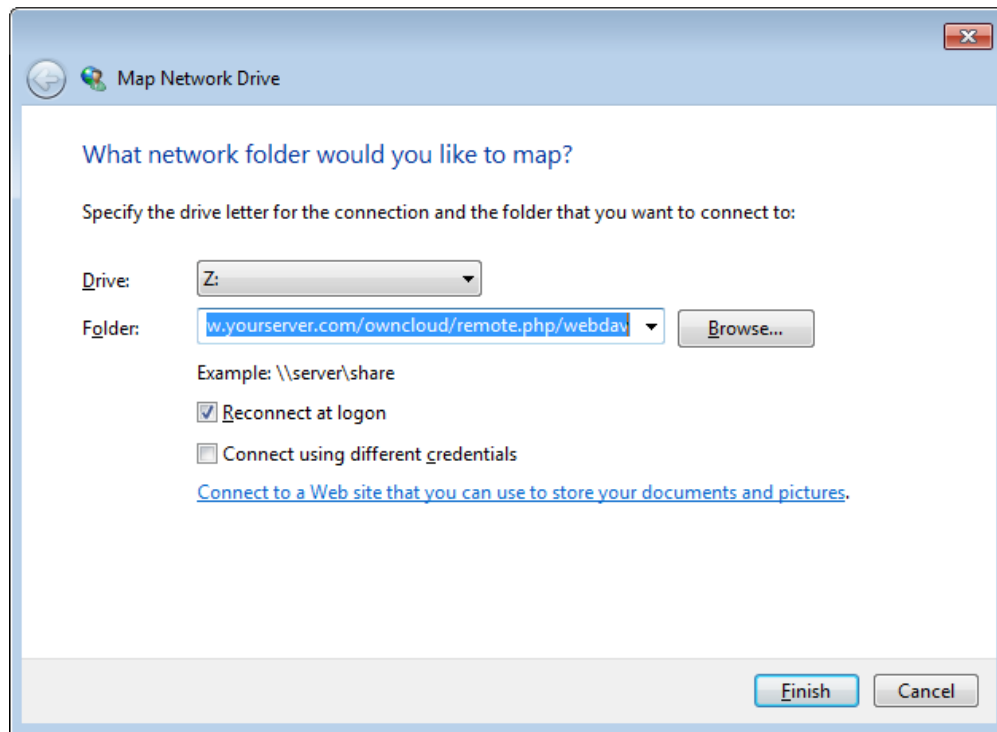 Map Network Drive
What network folder would you like to map?
Specify the drive letter for the connection and the folder that you want to connect to:
Drive: Z:
Folder: w.yourserver.com/owncloud/remote.php/webdav Browse...
Example: \\server\share
Reconnect at logon
Connect using different credentials
Connect to a Web site that you can use to store your documents and pictures.
Finish Cancel